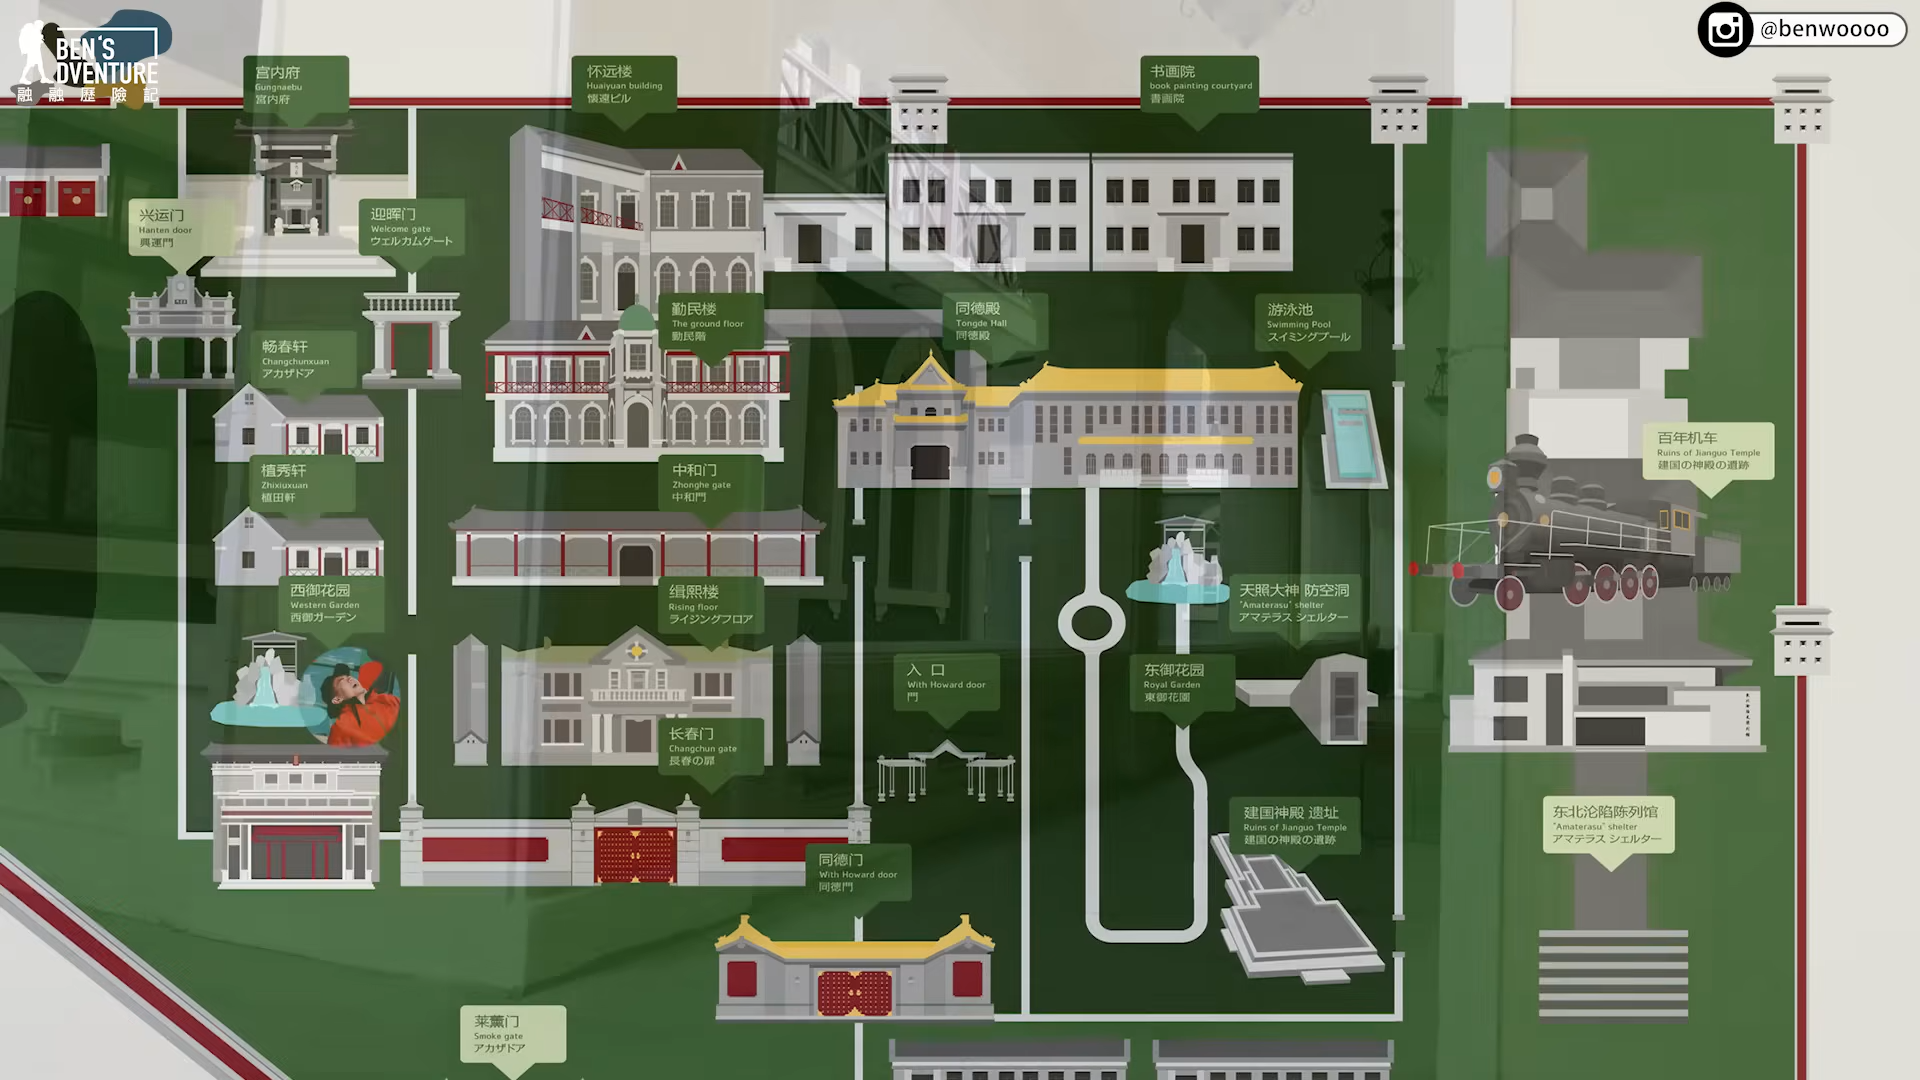 BEN'S
ADVENTURE
融融歷險記
@benwoooo
宫内府
Gungnaebu
宮内府
怀远楼
Huaiyuan building
懐遠ビル
书画院
book painting courtyard
書画院
兴运门
Hanten door
興運門
迎晖门
Welcome gate
ウェルカムゲート
勤民楼
The ground floor
勤民階
同德殿
Tongde Hall
同徳殿
游泳池
Swimming Pool
スイミングプール
畅春轩
Changchunxuan
アカザドア
百年机车
Ruins of Jianguo Temple
建国の神殿の遺跡
植秀轩
Zhixiuxuan
植田軒
中和门
Zhonghe gate
中和門
西御花园
Western Garden
西御ガーデン
缉熙楼
Rising floor
ライジングフロア
天照大神 防空洞
"Amaterasu" shelter
アマテラス シェルター
入 口
With Howard door
門
东御花园
Royal Garden
東御花園
长春门
Changchun gate
長春の扉
建国神殿 遗址
Ruins of Jianguo Temple
建国の神殿の遺跡
东北沦陷陈列馆
"Amaterasu" shelter
アマテラス シェルター
同德门
With Howard door
同徳門
莱薰门
Smoke gate
アカザドア